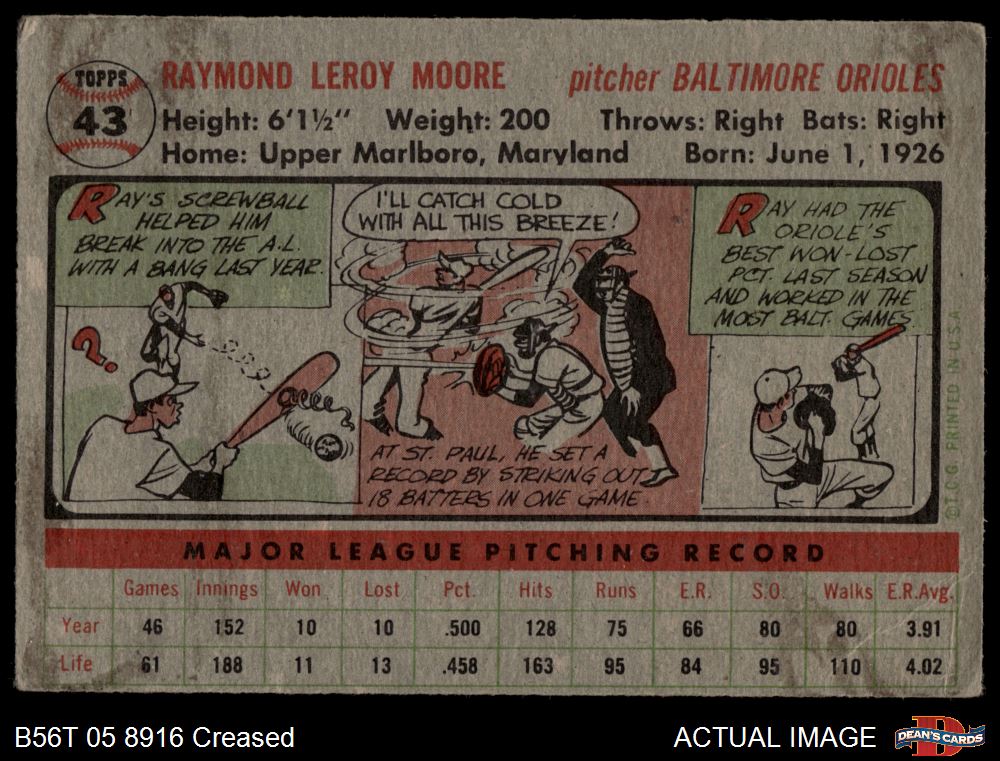 TOPPS
43
RAYMOND LEROY MOORE pitcher BALTIMORE ORIOLES
Height: 6'1½" Weight: 200 Throws: Right Bats: Right
Home: Upper Marlboro, Maryland Born: June 1, 1926
RAY'S SCREWBALL
HELPED HIM
BREAK INTO THE A.L.
WITH A BANG LAST YEAR.
?
I'LL CATCH COLD
WITH ALL THIS BREEZE!
AT ST. PAUL, HE SET A
RECORD BY STRIKING OUT
18 BATTERS IN ONE GAME.
RAY HAD THE
ORIOLE'S
BEST WON-LOST
PCT. LAST SEASON
AND WORKED IN THE
MOST BALT. GAMES.
©T.C.G. PRINTED IN U.S.A.
MAJOR LEAGUE PITCHING RECORD
Games Innings Won Lost Pct. Hits Runs E.R. S.O. Walks E.R.Avg.
Year 46 152 10 10 .500 128 75 66 80 80 3.91
Life 61 188 11 13 .458 163 95 84 95 110 4.02
B56T 05 8916 Creased ACTUAL IMAGE
DEAN'S CARDS